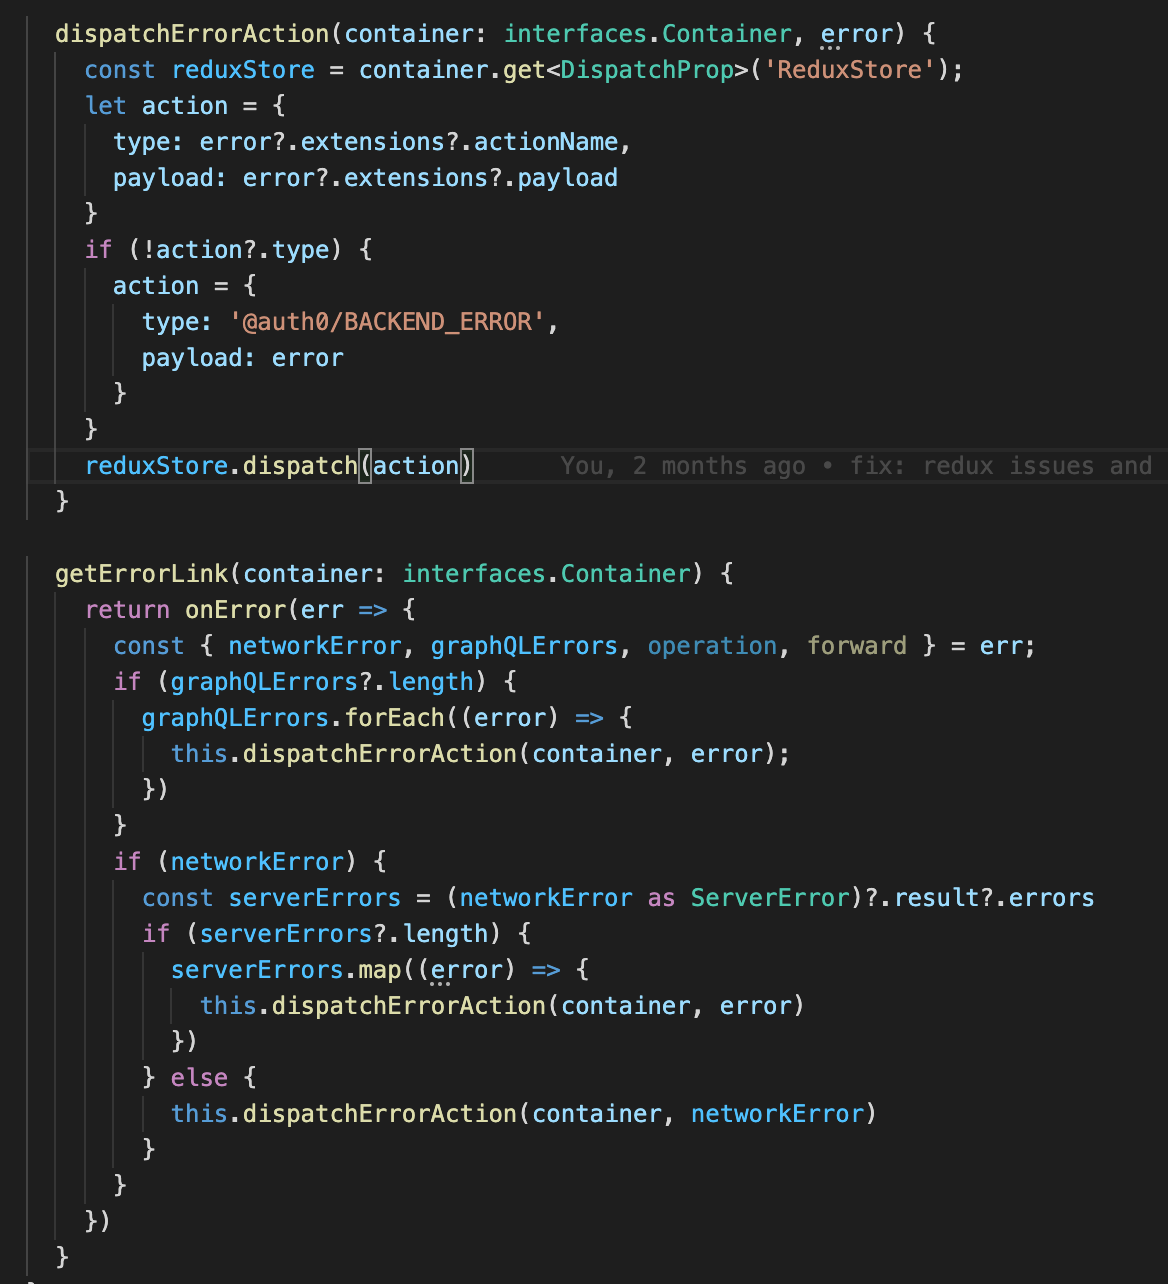 dispatchErrorAction(container: interfaces.Container, error) {
const reduxStore = container.get<DispatchProp>('ReduxStore');
let action = {
type: error?.extensions?.actionName,
payload: error?.extensions?.payload
}
if (!action?.type) {
action = {
type: '@auth0/BACKEND_ERROR',
payload: error
}
}
reduxStore.dispatch(action) You, 2 months ago • fix: redux issues and
}
getErrorLink(container: interfaces.Container) {
return onError(err => {
const { networkError, graphQLErrors, operation, forward } = err;
if (graphQLErrors?.length) {
graphQLErrors.forEach((error) => {
this.dispatchErrorAction(container, error);
})
}
if (networkError) {
const serverErrors = (networkError as ServerError)?.result?.errors
if (serverErrors?.length) {
serverErrors.map((error) => {
this.dispatchErrorAction(container, error)
})
} else {
this.dispatchErrorAction(container, networkError)
}
}
})
}